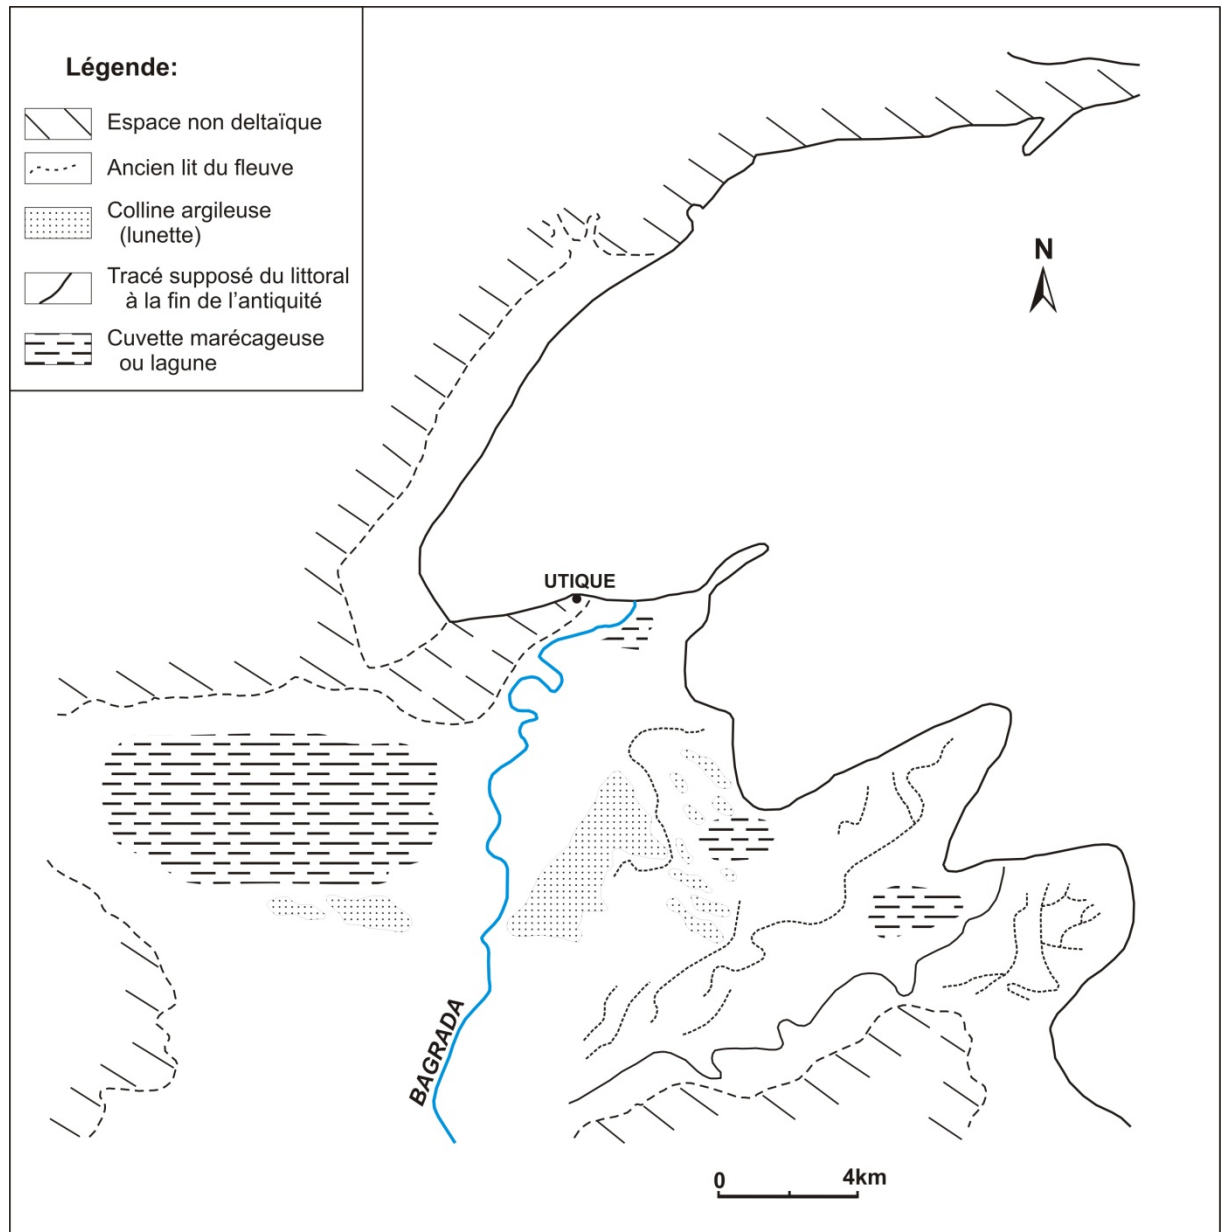 Légende:
Espace non deltaïque
Ancien lit du fleuve
Colline argileuse
(lunette)
Tracé supposé du littoral
à la fin de l'antiquité
Cuvette marécageuse
ou lagune
N
UTIQUE
BAGRADA
0 4km